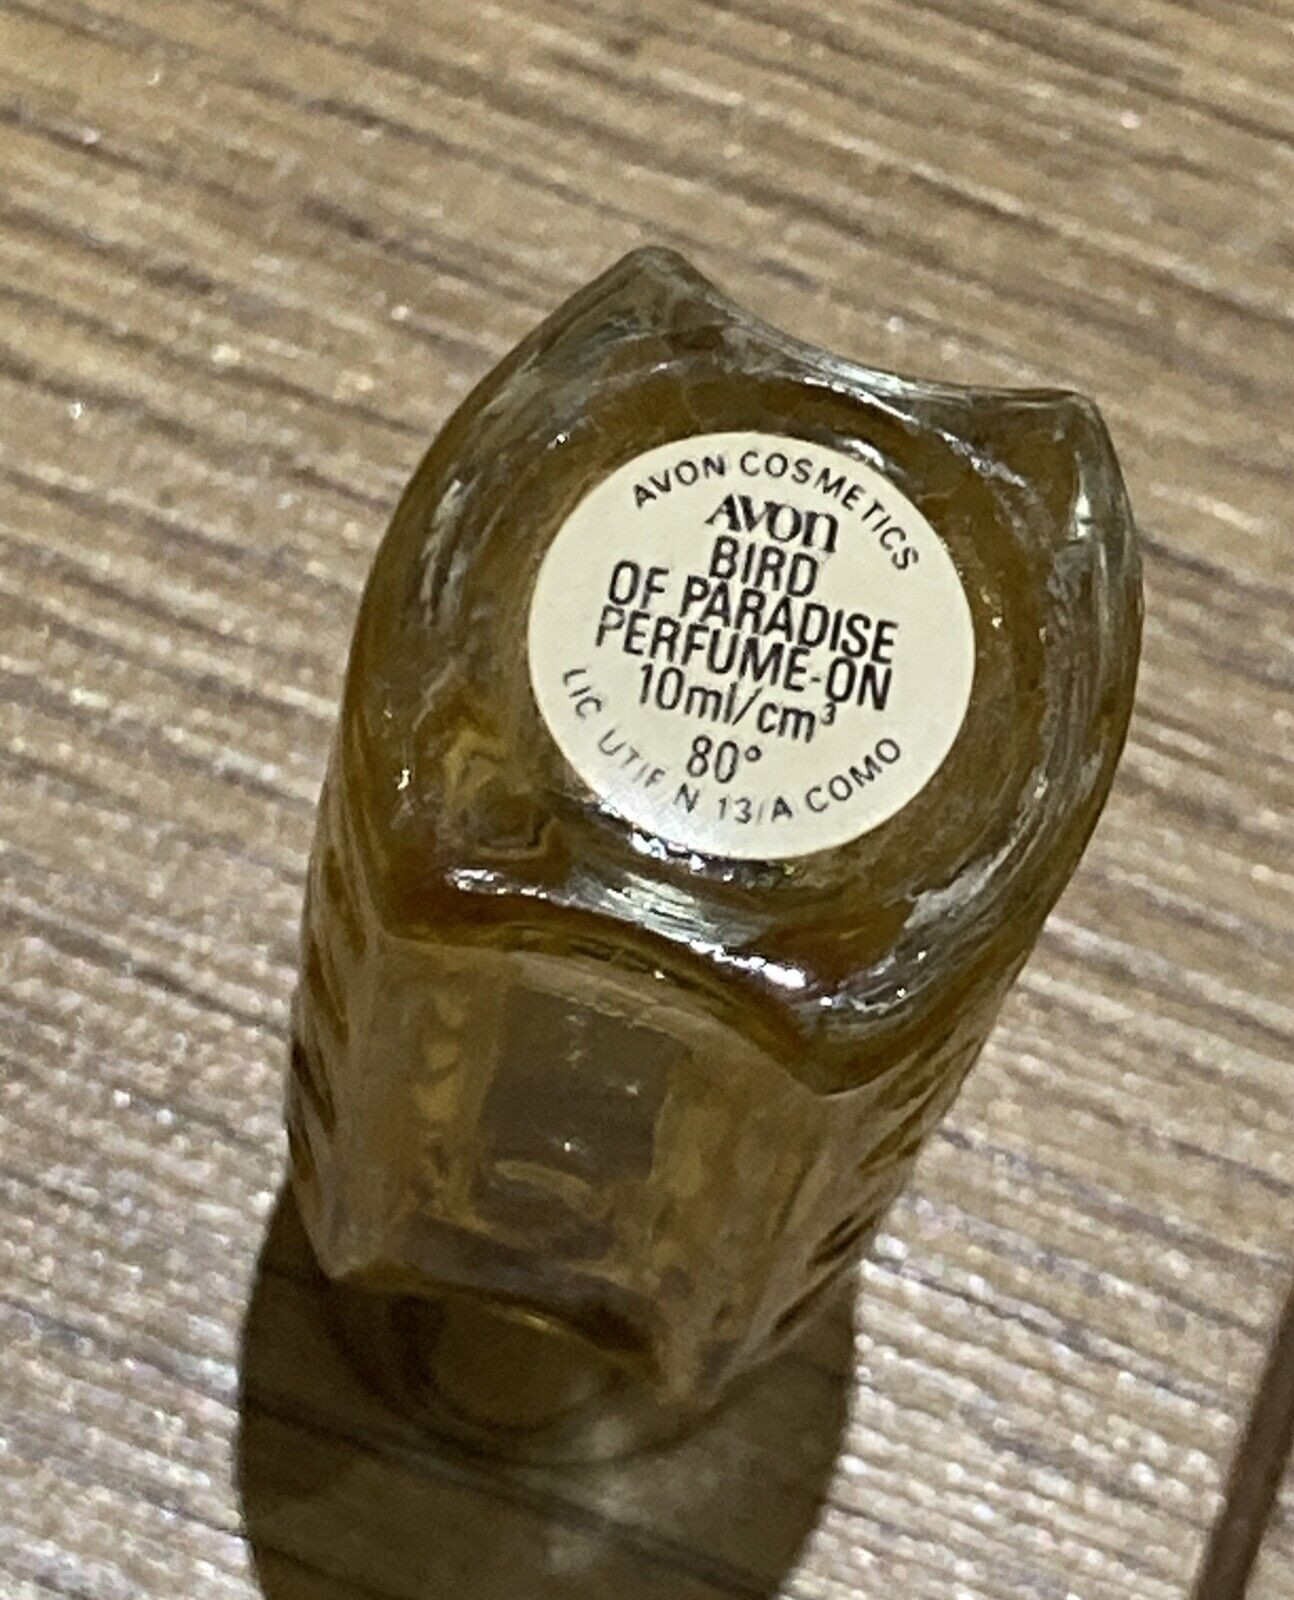 AVON COSMETICS
AVON
BIRD
OF PARADISE
PERFUME-ON
10ml/cm³
80°
LIC UTIF N 13/A COMO